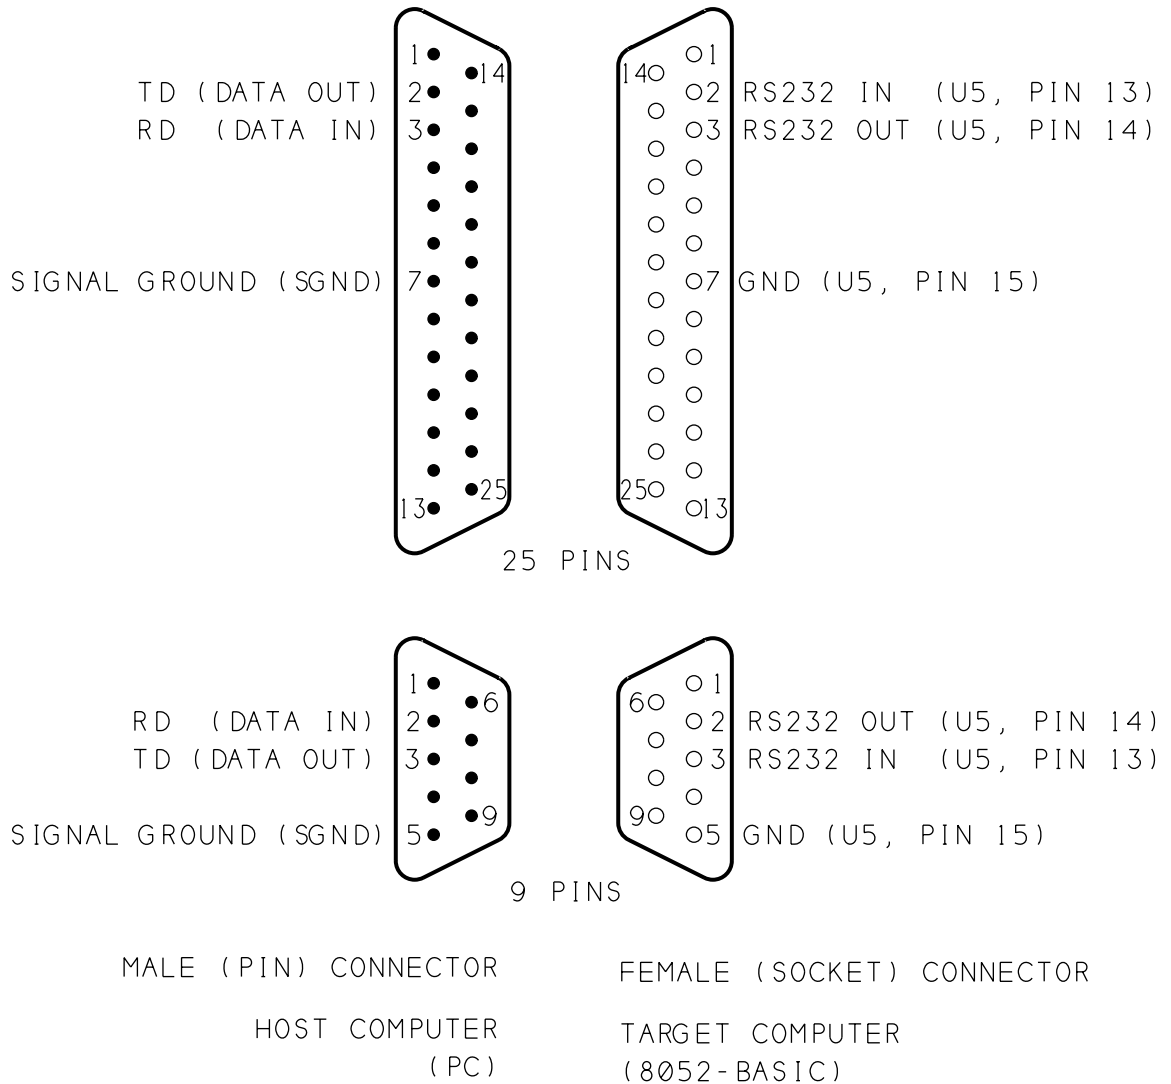 1 1
14 14
TD (DATA OUT) 2 2 RS232 IN (U5, PIN 13)
RD (DATA IN) 3 3 RS232 OUT (U5, PIN 14)
SIGNAL GROUND (SGND) 7 7 GND (U5, PIN 15)
25 25
13 13
25 PINS
1 1
6 6
RD (DATA IN) 2 2 RS232 OUT (U5, PIN 14)
TD (DATA OUT) 3 3 RS232 IN (U5, PIN 13)
9 9
SIGNAL GROUND (SGND) 5 5 GND (U5, PIN 15)
9 PINS
MALE (PIN) CONNECTOR
FEMALE (SOCKET) CONNECTOR
HOST COMPUTER
(PC)
TARGET COMPUTER
(8052-BASIC)